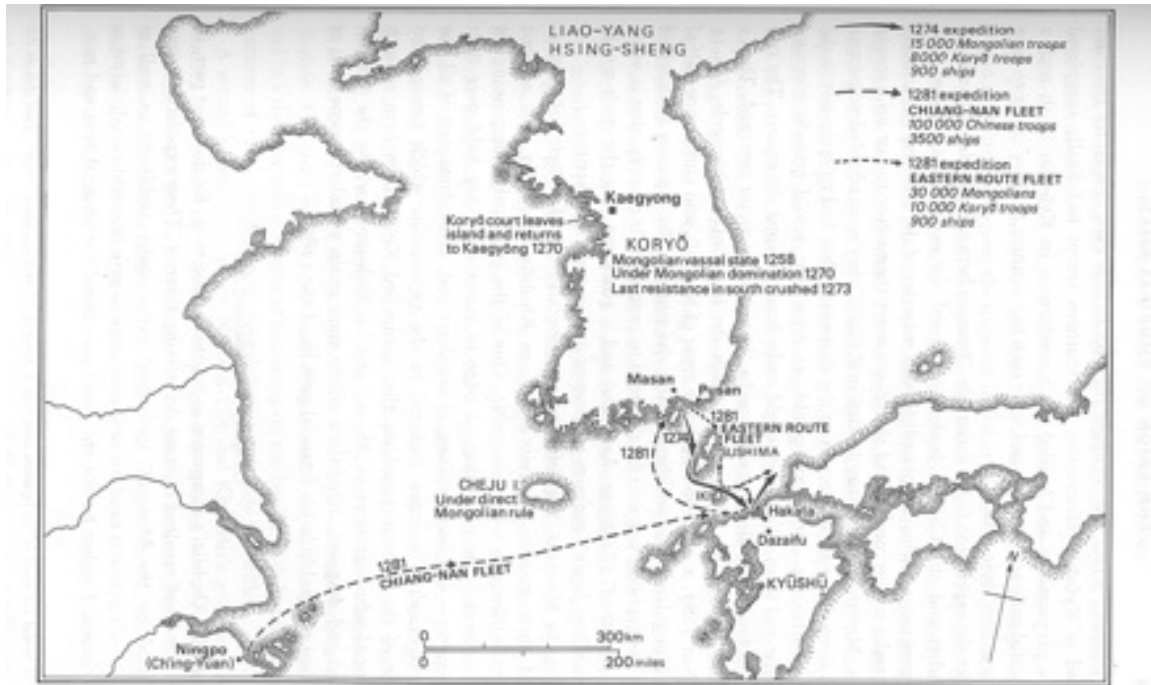 LIAO-YANG
HSING-SHENG
1274 expedition
15 000 Mongolian troops
8000 Koryŏ troops
900 ships
1281 expedition
CHIANG-NAN FLEET
100 000 Chinese troops
3500 ships
1281 expedition
EASTERN ROUTE FLEET
30 000 Mongolians
10 000 Koryŏ troops
900 ships
Kaegyong
Koryŏ court leaves
island and returns
to Kaegyŏng 1270
KORYŎ
Mongolian vassal state 1258
Under Mongolian domination 1270
Last resistance in south crushed 1273
Masan
Pusan
1281
EASTERN ROUTE
FLEET
1274
USHIMA
1281
IKI
CHEJU I.
Under direct
Mongolian rule
Hakata
Dazaifu
KYŪSHŪ
1281
CHIANG-NAN FLEET
N
Ningpo
(Ch'ing-Yuan)
0 300 km
0 200 miles